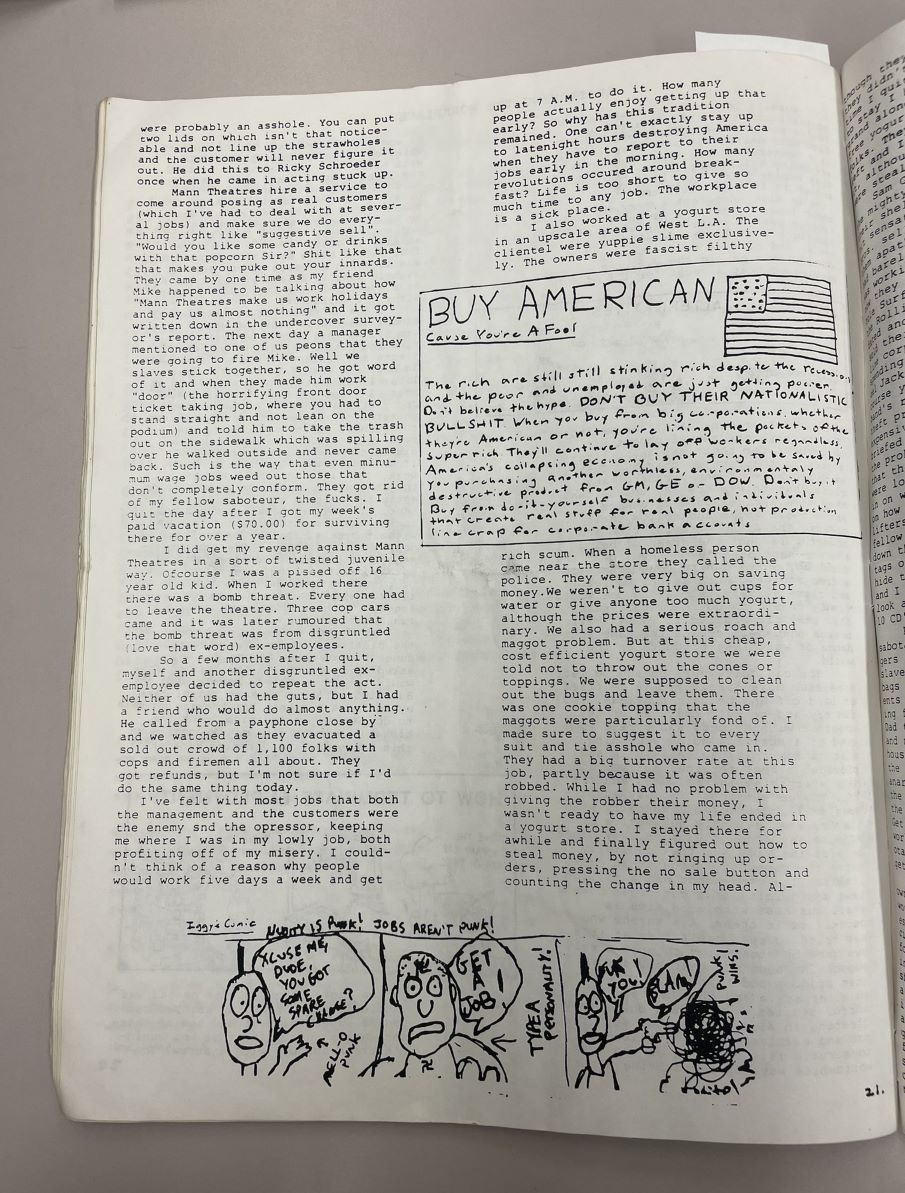 were probably an asshole. You can put
two lids on which isn't that notice-
able and not line up the strawholes
and the customer will never figure it
out. He did this to Ricky Schroeder
once when he came in acting stuck up.
Mann Theatres hire a service to
come around posing as real customers
(which I've had to deal with at sever-
al jobs) and make sure we do every-
thing right like "suggestive sell".
"Would you like some candy or drinks
with that popcorn Sir?" Shit like that
that makes you puke out your innards.
They came by one time as my friend
Mike happened to be talking about how
"Mann Theatres make us work holidays
and pay us almost nothing" and it got
written down in the undercover survey-
or's report. The next day a manager
mentioned to one of us peons that they
were going to fire Mike. Well we
slaves stick together, so he got word
of it and when they made him work
"door" (the horrifying front door
ticket taking job, where you had to
stand straight and not lean on the
podium) and told him to take the trash
out on the sidewalk which was spilling
over he walked outside and never came
back. Such is the way that even minu-
mum wage jobs weed out those that
don't completely conform. They got rid
of my fellow saboteur, the fucks. I
quit the day after I got my week's
paid vacation ($70.00) for surviving
there for over a year.
I did get my revenge against Mann
Theatres in a sort of twisted juvenile
way. Ofcourse I was a pissed off 16
year old kid. When I worked there
there was a bomb threat. Every one had
to leave the theatre. Three cop cars
came and it was later rumoured that
the bomb threat was from disgruntled
(love that word) ex-employees.
So a few months after I quit,
myself and another disgruntled ex-
employee decided to repeat the act.
Neither of us had the guts, but I had
a friend who would do almost anything.
He called from a payphone close by
and we watched as they evacuated a
sold out crowd of 1,100 folks with
cops and firemen all about. They
got refunds, but I'm not sure if I'd
do the same thing today.
I've felt with most jobs that both
the management and the customers were
the enemy snd the opressor, keeping
me where I was in my lowly job, both
profiting off of my misery. I could-
n't think of a reason why people
would work five days a week and get
up at 7 A.M. to do it. How many
people actually enjoy getting up that
early? So why has this tradition
remained. One can't exactly stay up
to latenight hours destroying America
when they have to report to their
jobs early in the morning. How many
revolutions occured around break-
fast? Life is too short to give so
much time to any job. The workplace
is a sick place.
I also worked at a yogurt store
in an upscale area of West L.A. The
clientel were yuppie slime exclusive-
ly. The owners were fascist filthy
BUY AMERICAN
Cause You're A Fool
The rich are still still stinking rich despite the recession
and the poor and unemployed are just getting poorer.
Don't believe the hype. DON'T BUY THEIR NATIONALISTIC
BULLSHIT. When you buy from big corporations, whether
they're American or not, you're lining the pockets of the
super rich. They'll continue to lay off workers regardless.
America's collapsing economy is not going to be saved by
you purchasing another worthless, environmentaly
destructive product from GM, GE or DOW. Don't buy it
Buy from do-it-yourself businesses and individuals
that create real stuff for real people, not production
line crap for corporate bank accounts
rich scum. When a homeless person
came near the store they called the
police. They were very big on saving
money.We weren't to give out cups for
water or give anyone too much yogurt,
although the prices were extraordi-
nary. We also had a serious roach and
maggot problem. But at this cheap,
cost efficient yogurt store we were
told not to throw out the cones or
toppings. We were supposed to clean
out the bugs and leave them. There
was one cookie topping that the
maggots were particularly fond of. I
made sure to suggest it to every
suit and tie asshole who came in.
They had a big turnover rate at this
job, partly because it was often
robbed. While I had no problem with
giving the robber their money, I
wasn't ready to have my life ended in
a yogurt store. I stayed there for
awhile and finally figured out how to
steal money, by not ringing up or-
ders, pressing the no sale button and
counting the change in my head. Al-
Iggy's Comic
NUDITY IS PUNK! JOBS AREN'T PUNK!
XCUSE ME,
DUDE,
YOU GOT
SOME
SPARE
MELL-O
PUNK
GET
A
JOB!
TYPE A
PERSONALITY!
YOU!
BLAM!
PUNK
WINS!
21.